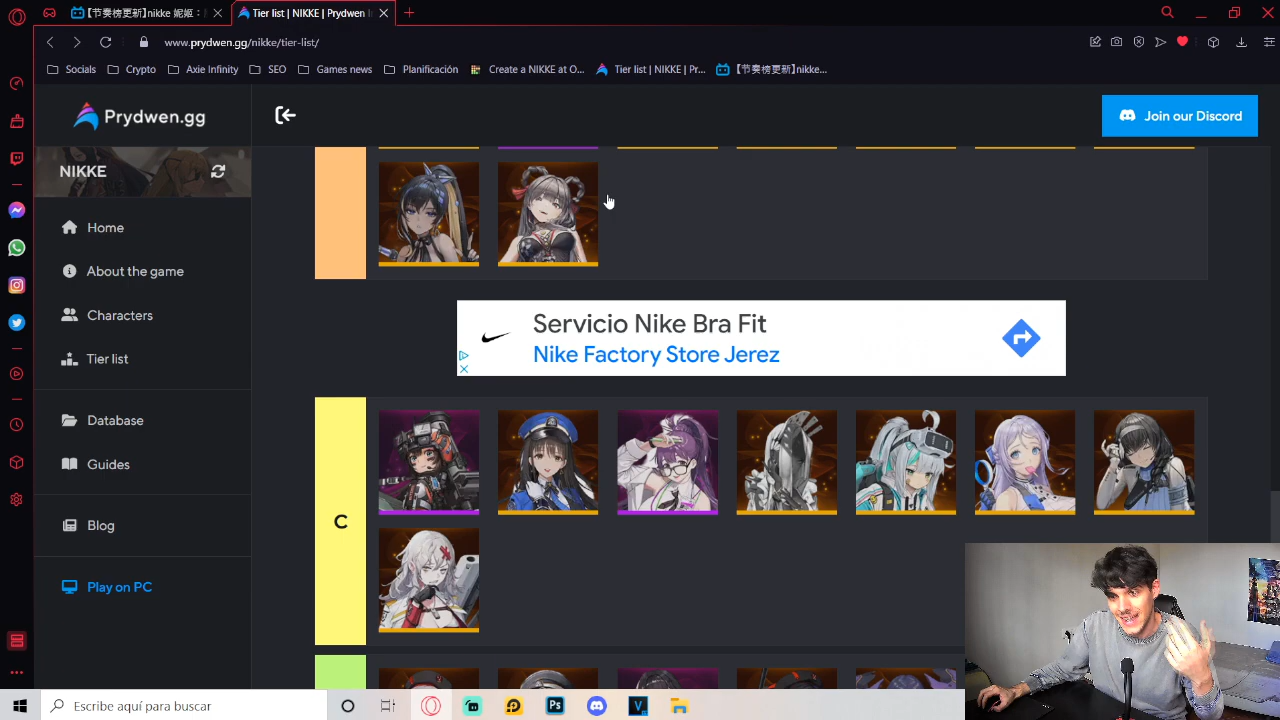 【节奏榜更新】nikke 妮姬：
Tier list | NIKKE | Prydwen
www.prydwen.gg/nikke/tier-list/
Socials
Crypto
Axie Infinity
SEO
Games news
Planificación
Create a NIKKE at O...
Tier list | NIKKE | Pr...
【节奏榜更新】nikke...
Prydwen.gg
Join our Discord
NIKKE
Home
About the game
Characters
Tier list
Database
Guides
Blog
Play on PC
Servicio Nike Bra Fit
Nike Factory Store Jerez
C
Escribe aquí para buscar
Ps
V